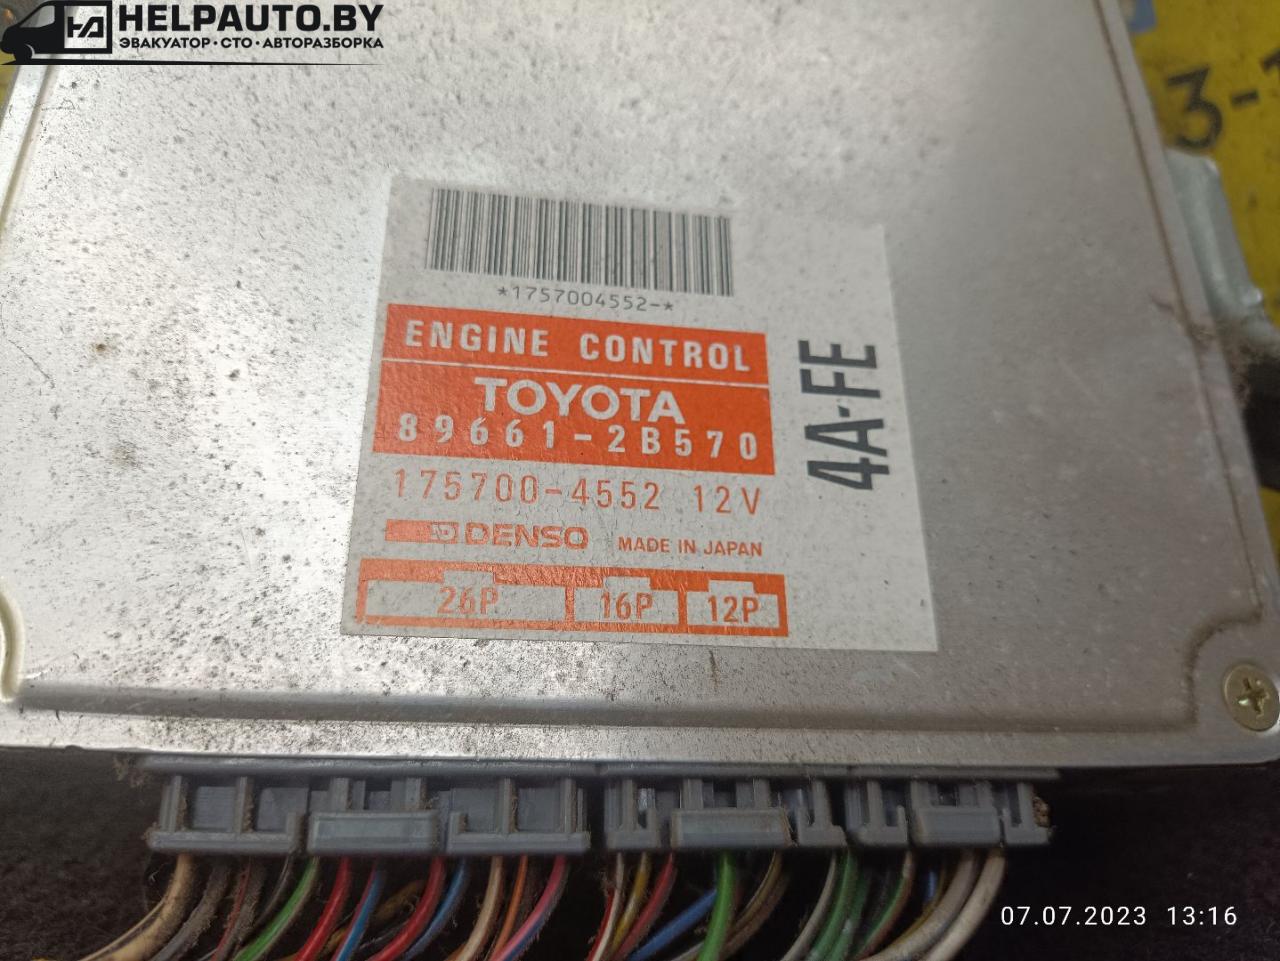 HELPAUTO.BY
ЭВАКУАТОР·СТО·АВТОРАЗБОРКА
3-
*1757004552-*
ENGINE CONTROL
TOYOTA
89661-2B570
175700-4552 12V
DENSO MADE IN JAPAN
26P 16P 12P
4A-FE
07.07.2023 13:16